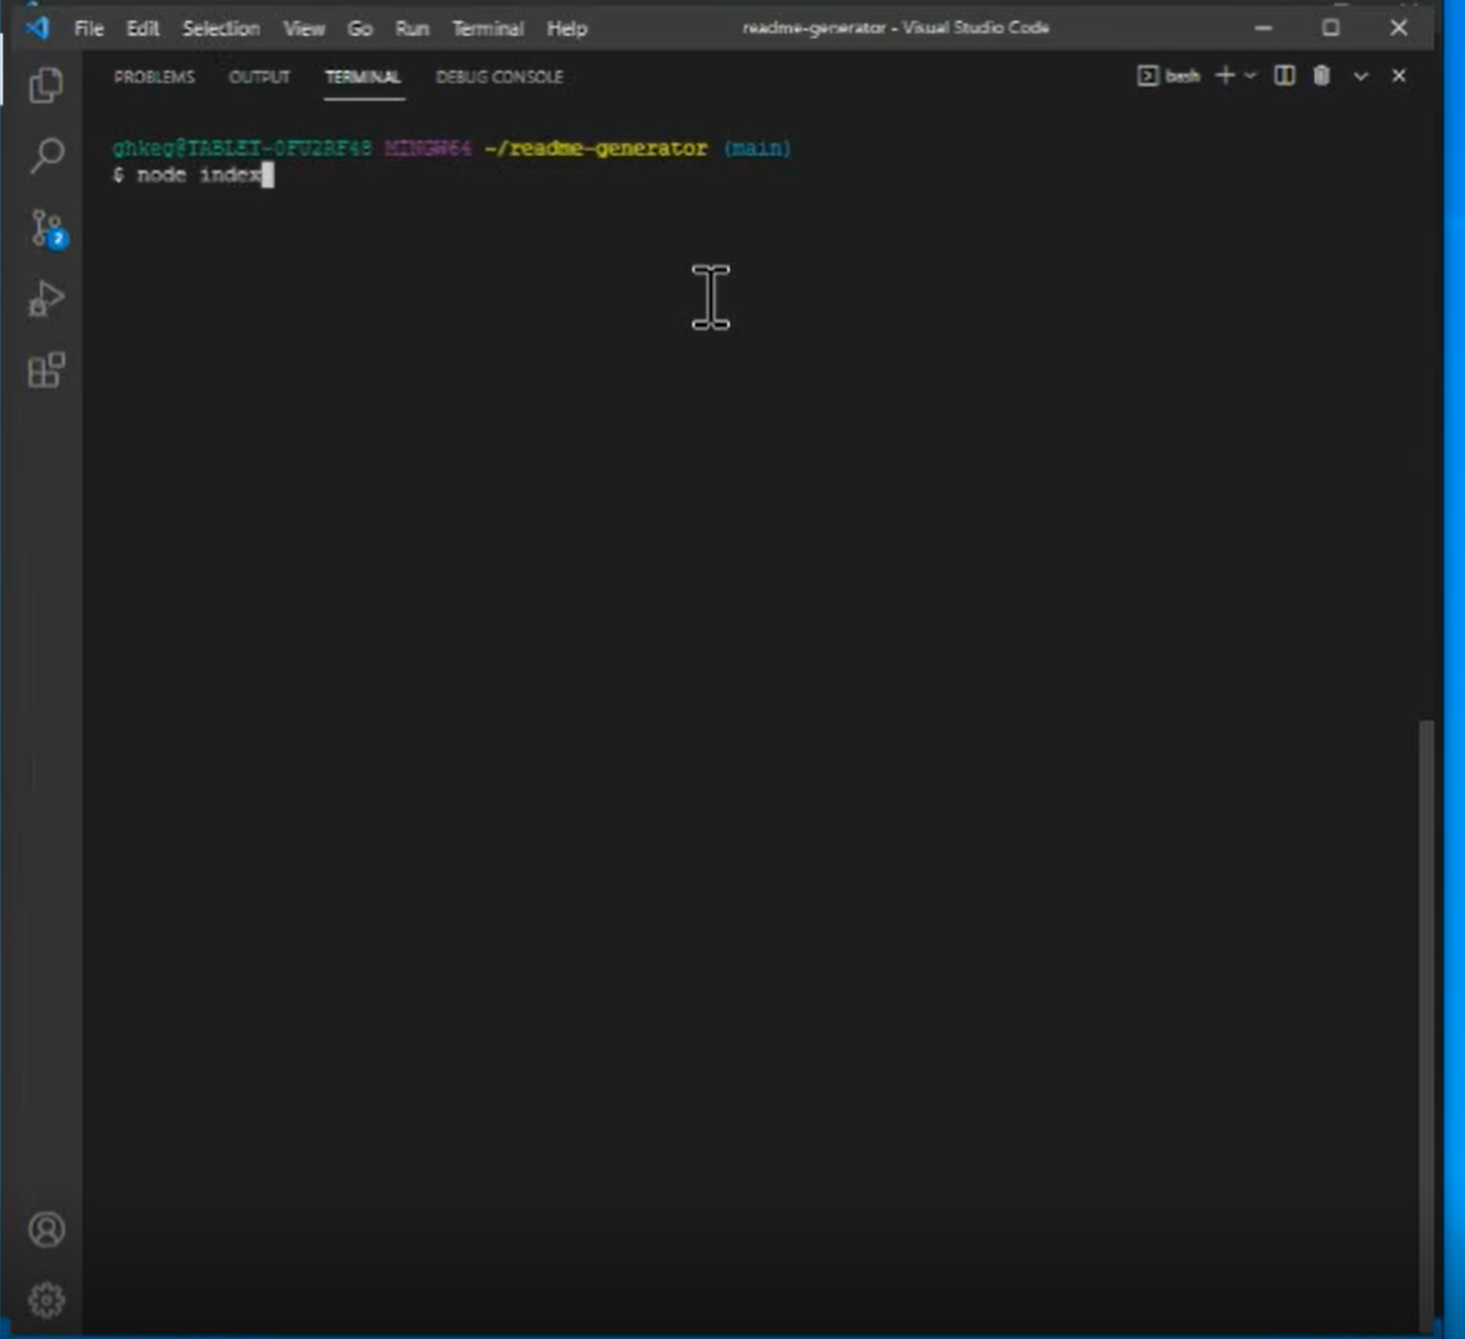 File Edit Selection View Go Run Terminal Help readme-generator - Visual Studio Code
PROBLEMS OUTPUT TERMINAL DEBUG CONSOLE bash
ghkeg@TABLET-0FU2RF48 MINGW64 ~/readme-generator (main)
$ node index
2